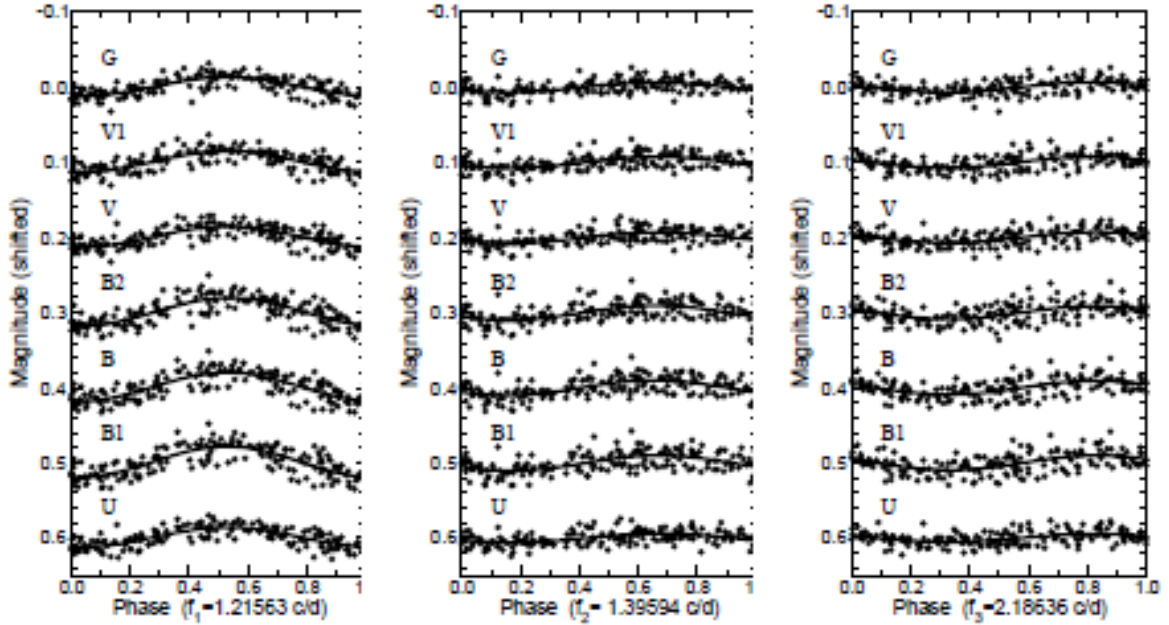 -0.1
0.0
0.1
0.2
0.3
0.4
0.5
0.6
Magnitude (shifted)
G
V1
V
B2
B
B1
U
0.0 0.2 0.4 0.6 0.8 1
Phase (f1=1.21563 c/d)
-0.1
0.0
0.1
0.2
0.3
0.4
0.5
0.6
Magnitude (shifted)
G
V1
V
B2
B
B1
U
0.0 0.2 0.4 0.6 0.8 1
Phase (f2= 1.39594 c/d)
-0.1
0.0
0.1
0.2
0.3
0.4
0.5
0.6
Magnitude (shifted)
G
V1
V
B2
B
B1
U
0.0 0.2 0.4 0.6 0.8 1.0
Phase (f3=2.18636 c/d)